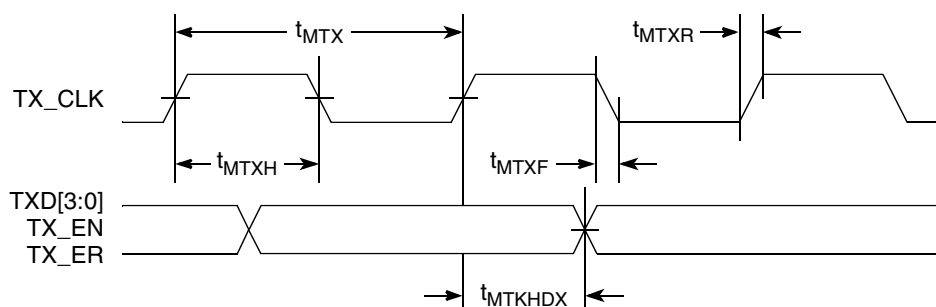 tMTX
tMTXR
TX_CLK
tMTXH
tMTXF
TXD[3:0]
TX_EN
TX_ER
tMTKHDX